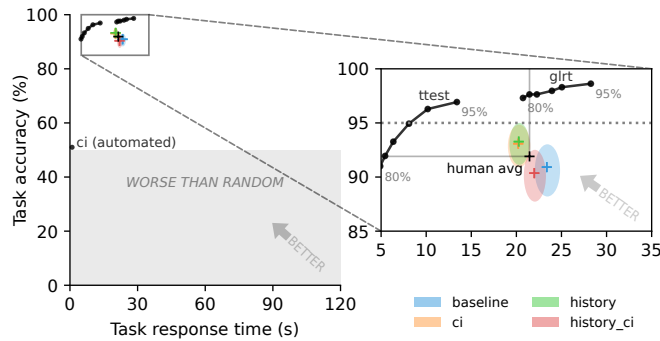 100
80
60
40
20
0
Task accuracy (%)
ci (automated)
WORSE THAN RANDOM
BETTER
0
30
60
90
120
Task response time (s)
100
95
90
85
ttest
95%
80%
glrt
80%
95%
human avg
BETTER
5
10
15
20
25
30
35
baseline
history
ci
history_ci